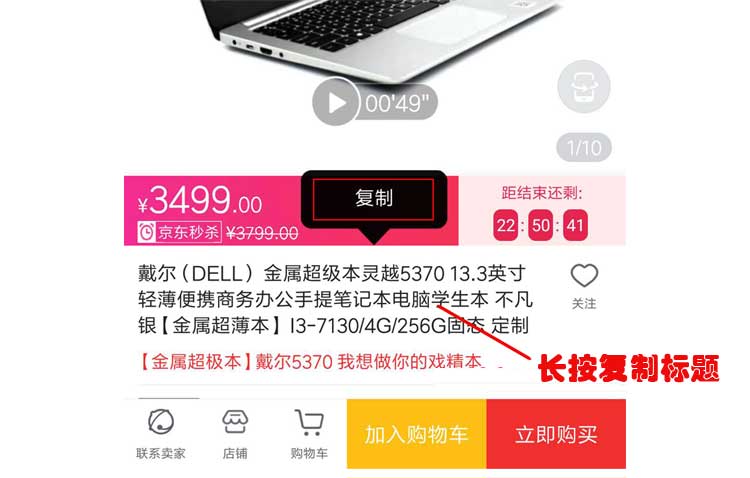 00'49"
1/10
复制
¥3499.00
京东秒杀 ¥3799.00
距结束还剩:
22:50:41
戴尔（DELL）金属超级本灵越5370 13.3英寸
轻薄便携商务办公手提笔记本电脑学生本 不凡
银【金属超薄本】I3-7130/4G/256G固态 定制
关注
【金属超极本】戴尔5370 我想做你的戏精本
长按复制标题
联系卖家
店铺
购物车
加入购物车
立即购买